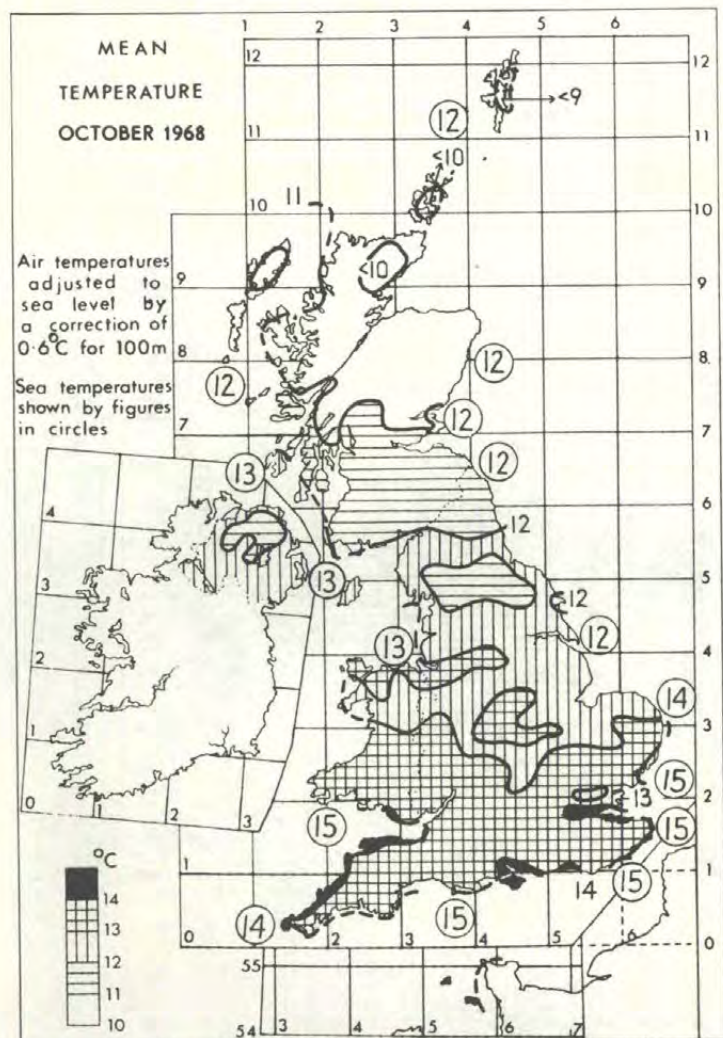 1 2 3 4 5 6
MEAN
TEMPERATURE
OCTOBER 1968
12 12
<9
12
11 11
<10
11
10 10
Air temperatures
adjusted to
sea level by
a correction of
0·6°C for 100m
<10
9 9
8 8
12
Sea temperatures
shown by figures
in circles
12
12
7 7
13
12
6
4
12
13
5
3
12
12
13
4
2
14
3
1
15
2
13
0 1 2 3
15
15
°C
1 1
14
15
14
13
12
11
10
14
15
0 2 3 4 5 6 0
55
54 3 4 5 6 7